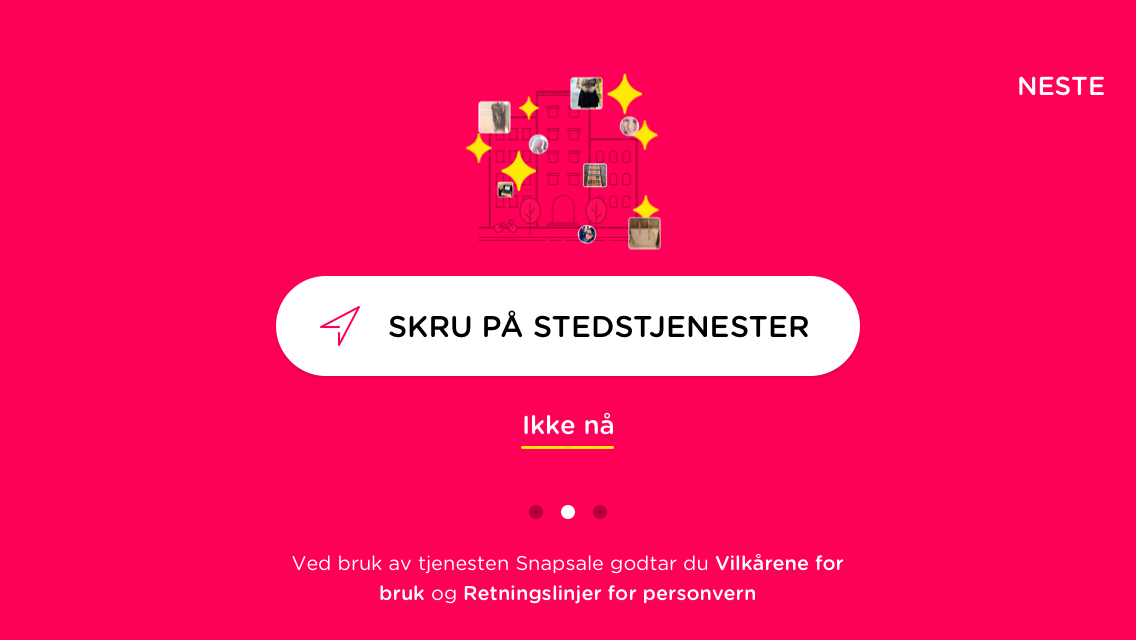 NESTE
SKRU PÅ STEDSTJENESTER
Ikke nå
Ved bruk av tjenesten Snapsale godtar du Vilkårene for
bruk og Retningslinjer for personvern